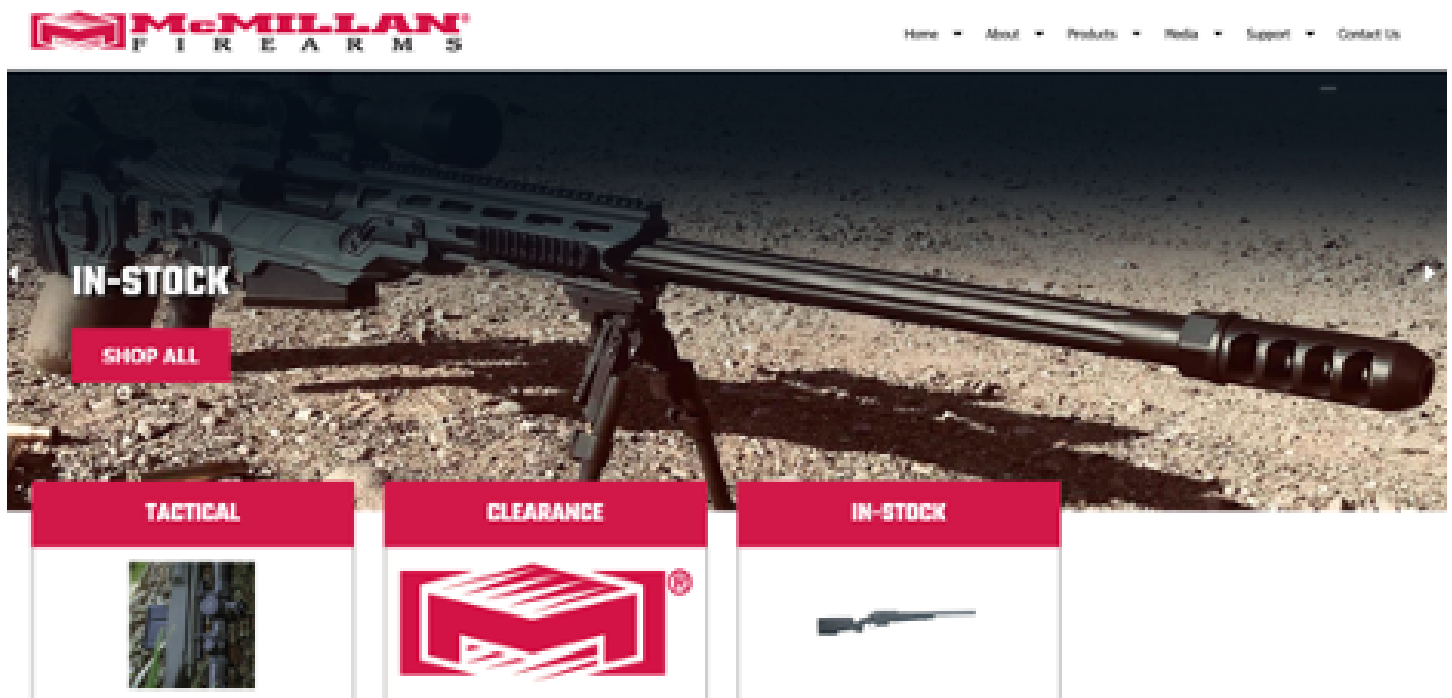 McMILLAN®
FIREARMS
Home About Products Media Support Contact Us
IN-STOCK
SHOP ALL
TACTICAL CLEARANCE IN-STOCK
®